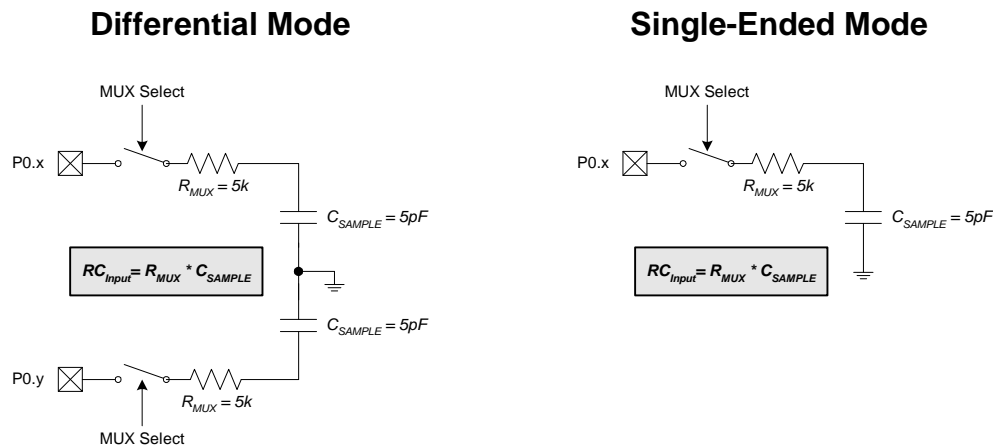 Differential Mode
MUX Select
P0.x
R_MUX = 5k
C_SAMPLE = 5pF
RC_Input= R_MUX * C_SAMPLE
C_SAMPLE = 5pF
P0.y
R_MUX = 5k
MUX Select
Single-Ended Mode
MUX Select
P0.x
R_MUX = 5k
C_SAMPLE = 5pF
RC_Input= R_MUX * C_SAMPLE